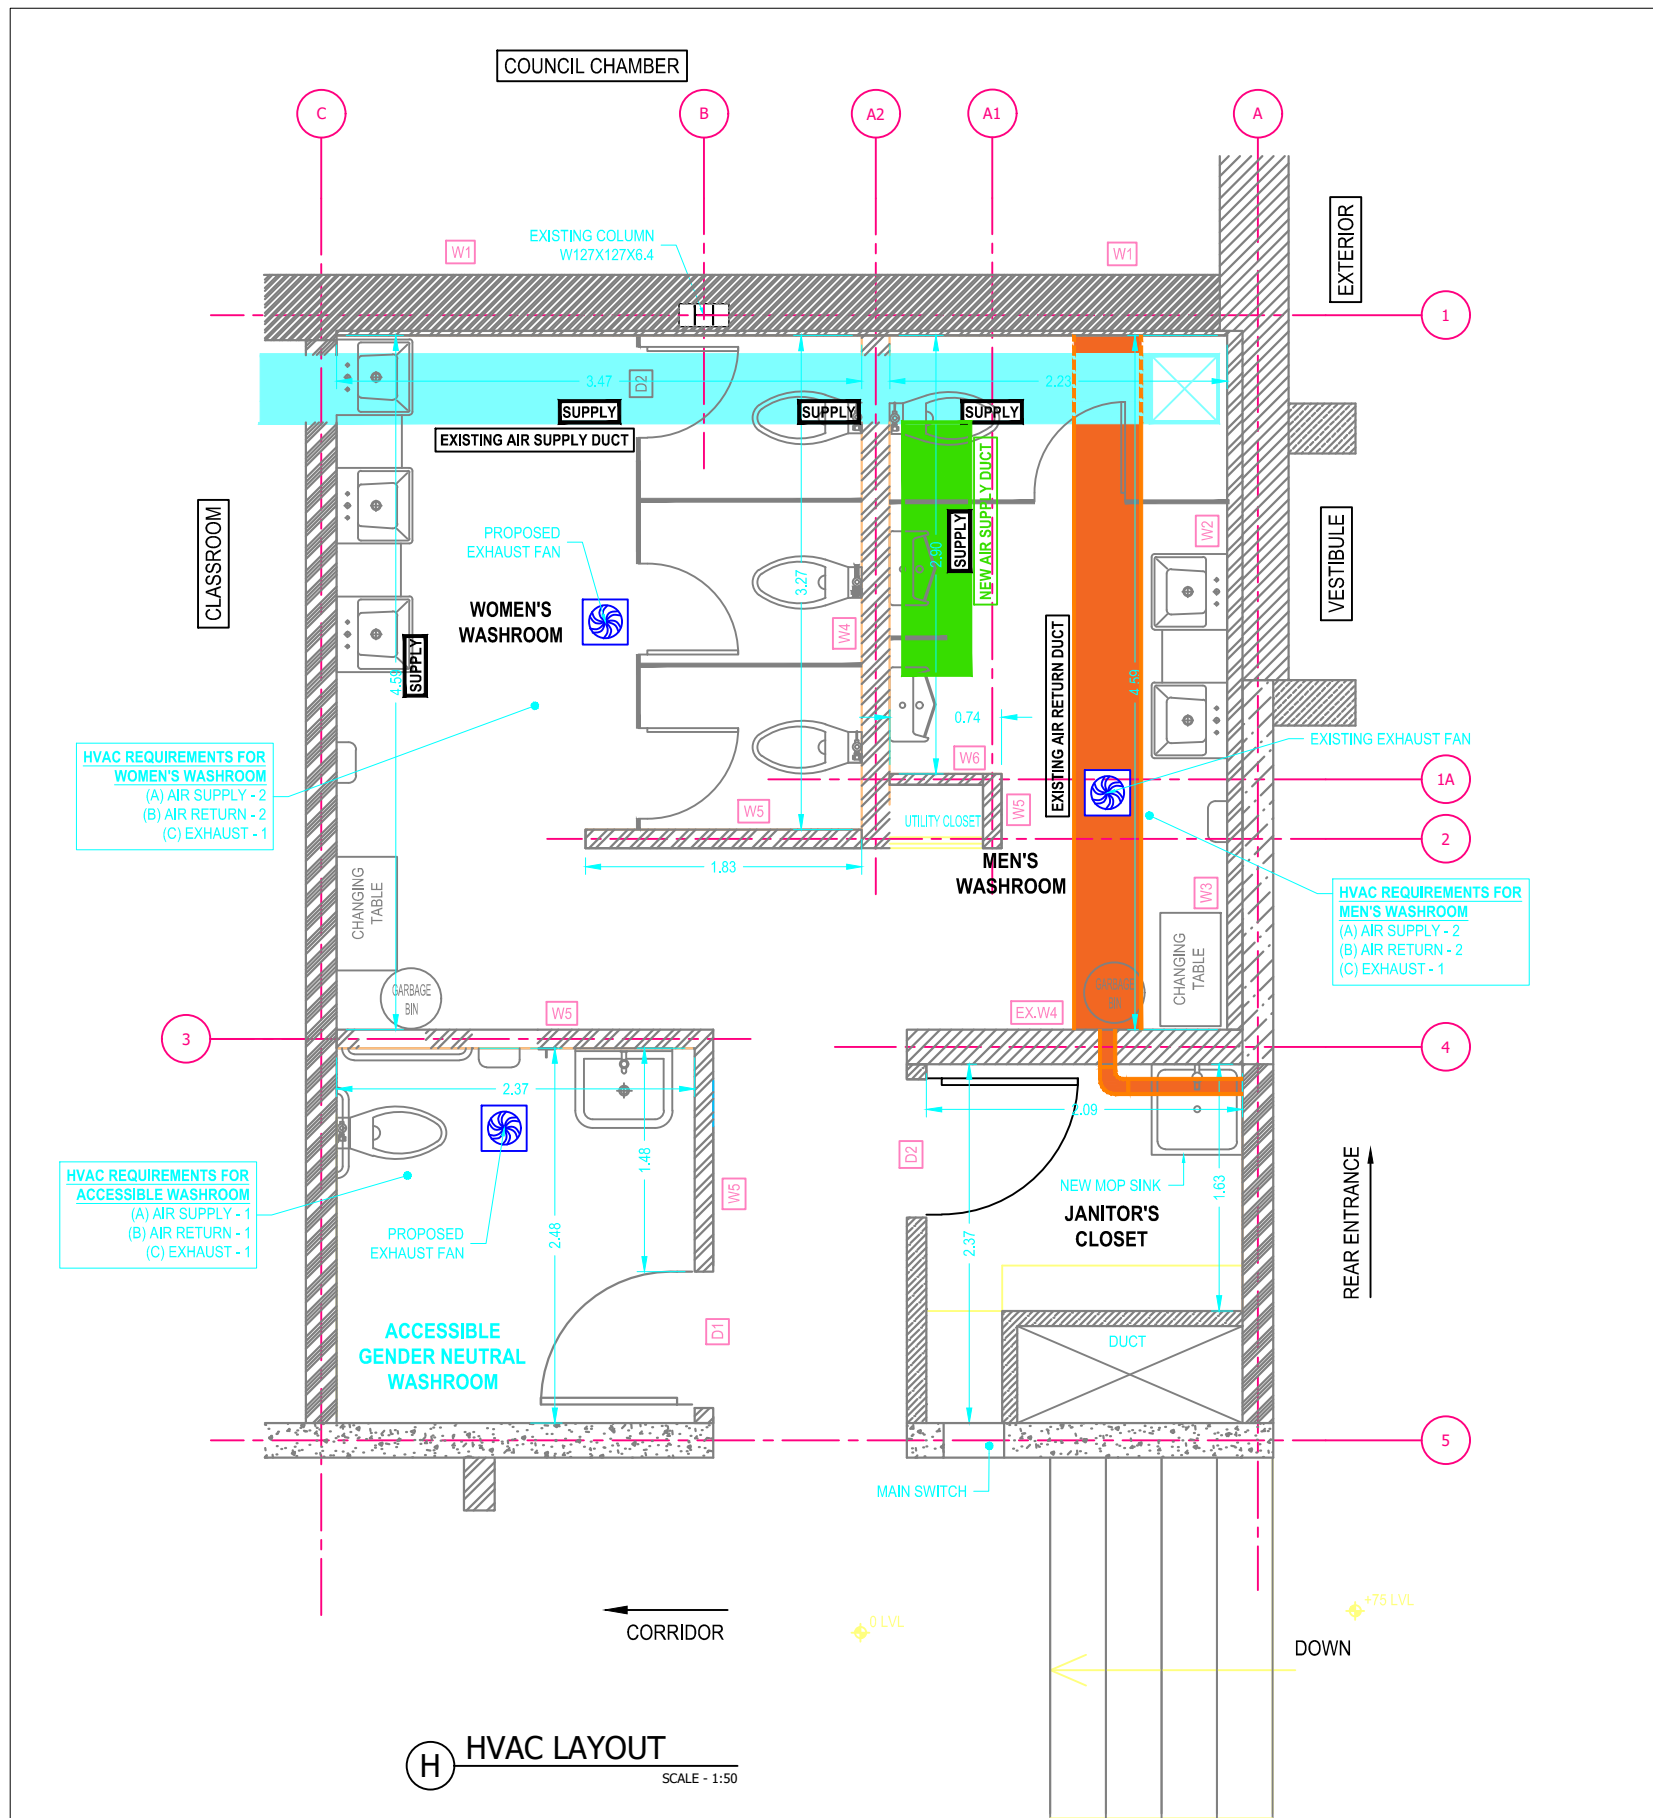 COUNCIL CHAMBER
C
B
A2
A1
A
EXTERIOR
W1
EXISTING COLUMN
W127X127X6.4
W1
1
3.47
D2
2.23
SUPPLY
SUPPLY
SUPPLY
EXISTING AIR SUPPLY DUCT
NEW AIR SUPPLY DUCT
SUPPLY
2.90
CLASSROOM
PROPOSED
EXHAUST FAN
WOMEN'S
WASHROOM
3.27
W4
W2
VESTIBULE
SUPPLY
4.59
EXISTING AIR RETURN DUCT
4.59
0.74
EXISTING EXHAUST FAN
W6
1A
HVAC REQUIREMENTS FOR
WOMEN'S WASHROOM
(A) AIR SUPPLY - 2
(B) AIR RETURN - 2
(C) EXHAUST - 1
W5
UTILITY CLOSET
W5
2
1.83
MEN'S
WASHROOM
W3
HVAC REQUIREMENTS FOR
MEN'S WASHROOM
(A) AIR SUPPLY - 2
(B) AIR RETURN - 2
(C) EXHAUST - 1
CHANGING
TABLE
GARBAGE
BIN
CHANGING
TABLE
GARBAGE
BIN
W5
EX.W4
3
4
2.37
2.09
1.48
D2
HVAC REQUIREMENTS FOR
ACCESSIBLE WASHROOM
(A) AIR SUPPLY - 1
(B) AIR RETURN - 1
(C) EXHAUST - 1
W5
NEW MOP SINK
1.63
JANITOR'S
CLOSET
REAR ENTRANCE
PROPOSED
EXHAUST FAN
2.48
2.37
ACCESSIBLE
GENDER NEUTRAL
WASHROOM
D1
DUCT
5
MAIN SWITCH
CORRIDOR
0 LVL
+75 LVL
DOWN
H
HVAC LAYOUT
SCALE - 1:50